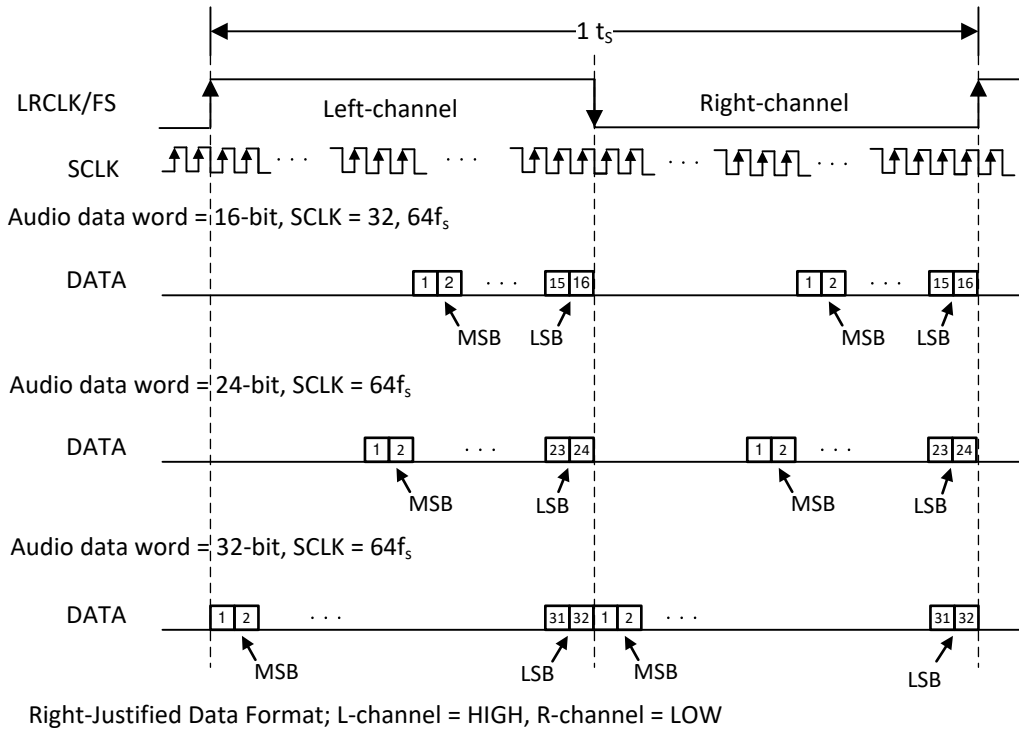 1 tS
LRCLK/FS
Left-channel
Right-channel
SCLK
. . .
. . .
. . .
. . .
Audio data word = 16-bit, SCLK = 32, 64fs
DATA
1 2 . . . 15 16
1 2 . . . 15 16
MSB
LSB
MSB
LSB
Audio data word = 24-bit, SCLK = 64fs
DATA
1 2 . . . 23 24
1 2 . . . 23 24
MSB
LSB
MSB
LSB
Audio data word = 32-bit, SCLK = 64fs
DATA
1 2 . . . 31 32 1 2 . . . 31 32
MSB
LSB
MSB
LSB
Right-Justified Data Format; L-channel = HIGH, R-channel = LOW